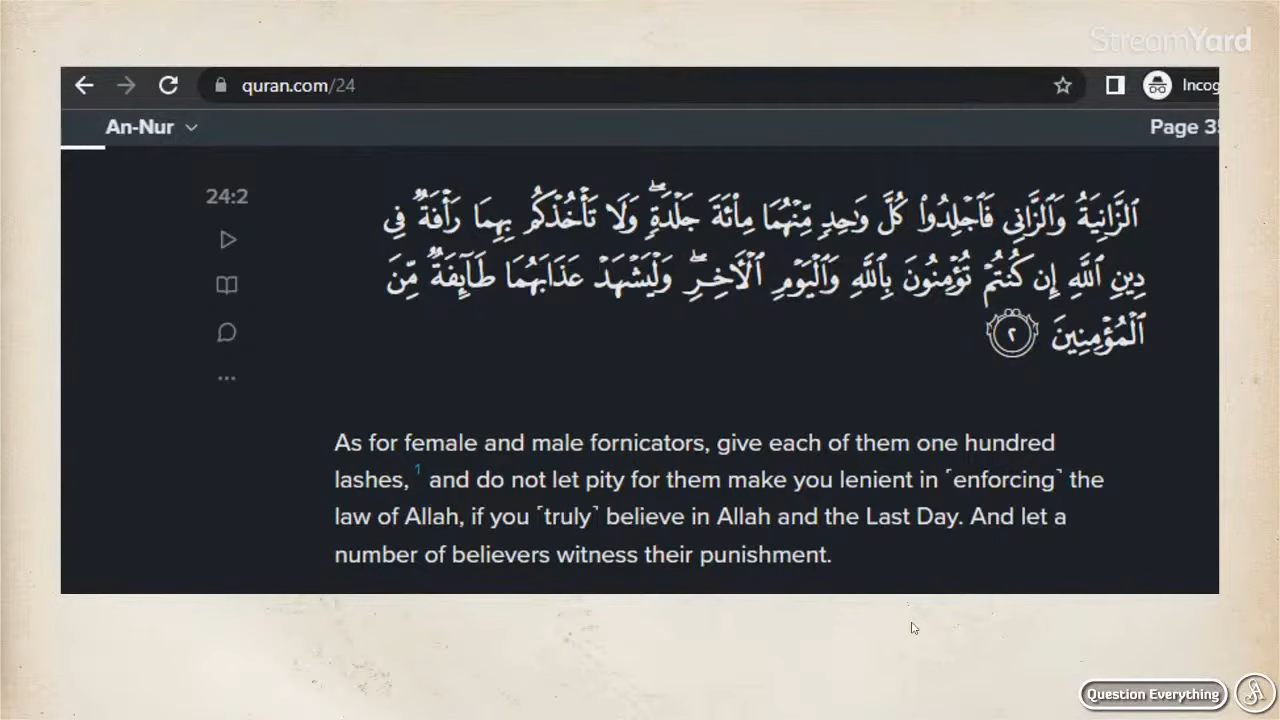 StreamYard
quran.com/24
Incog
An-Nur
Page 3
24:2
ٱلزَّانِيَةُ وَٱلزَّانِى فَٱجْلِدُوا۟ كُلَّ وَٰحِدٍ مِّنْهُمَا مِا۟ئَةَ جَلْدَةٍ ۖ وَلَا تَأْخُذْكُم بِهِمَا رَأْفَةٌ فِى
دِينِ ٱللَّهِ إِن كُنتُمْ تُؤْمِنُونَ بِٱللَّهِ وَٱلْيَوْمِ ٱلْـَٔاخِرِ ۖ وَلْيَشْهَدْ عَذَابَهُمَا طَآئِفَةٌ مِّنَ
ٱلْمُؤْمِنِينَ ٢
As for female and male fornicators, give each of them one hundred
lashes, 1 and do not let pity for them make you lenient in ˹enforcing˺ the
law of Allah, if you ˹truly˺ believe in Allah and the Last Day. And let a
number of believers witness their punishment.
Question Everything